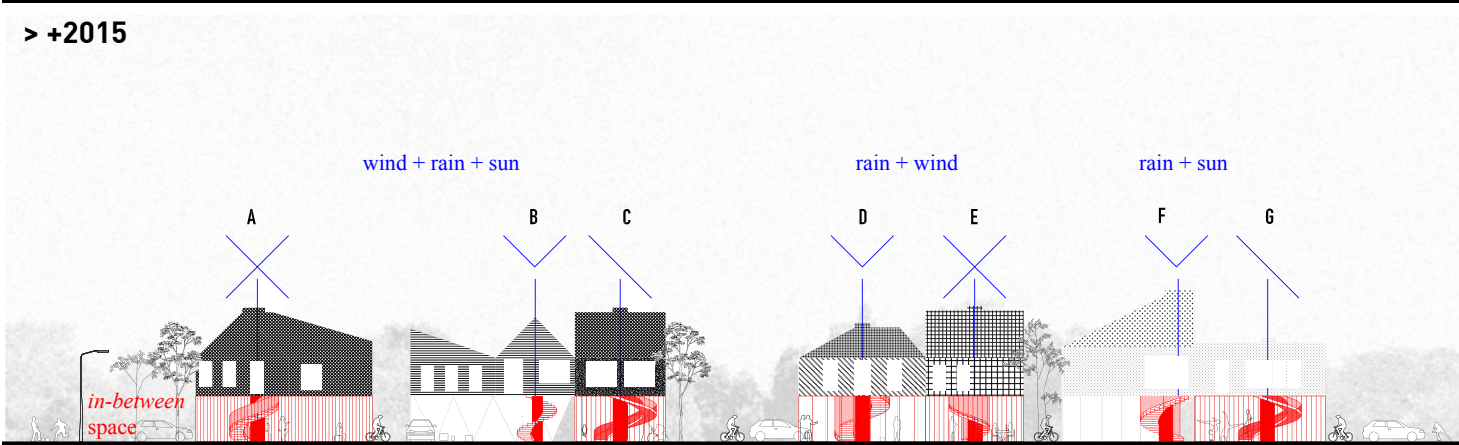 > +2015
wind + rain + sun
rain + wind
rain + sun
A
B
C
D
E
F
G
in-between
space